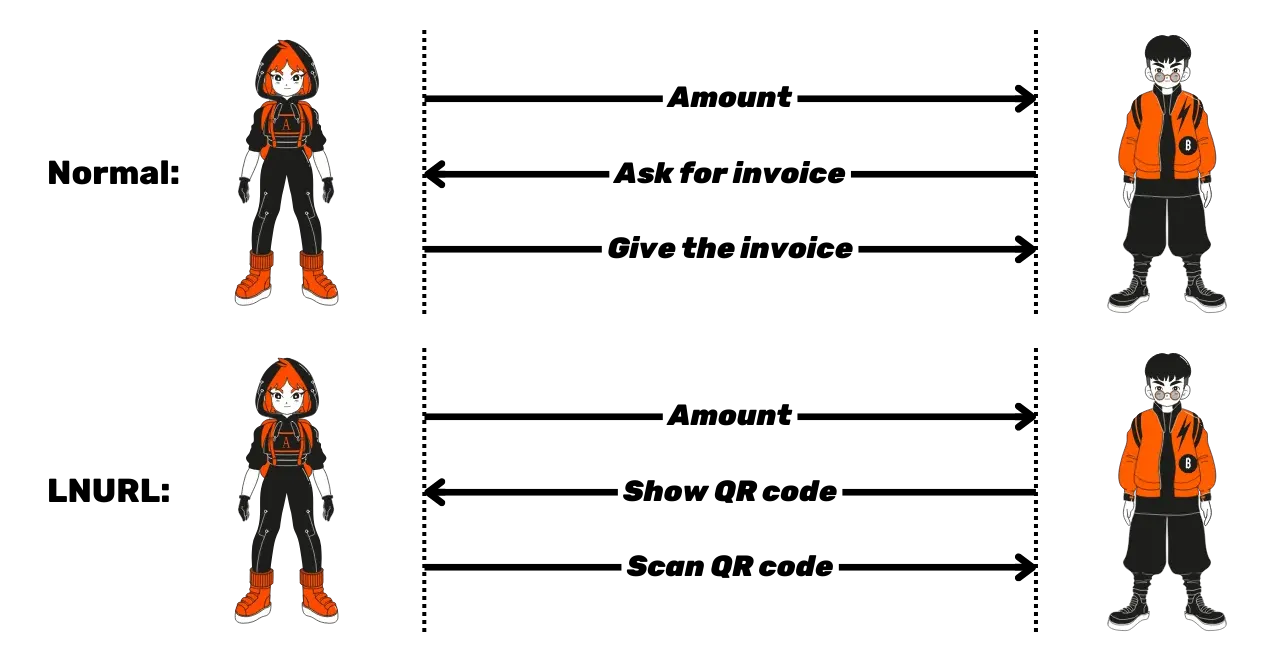 Amount
Normal:
A
B
Ask for invoice
Give the invoice
Amount
LNURL:
A
B
Show QR code
Scan QR code